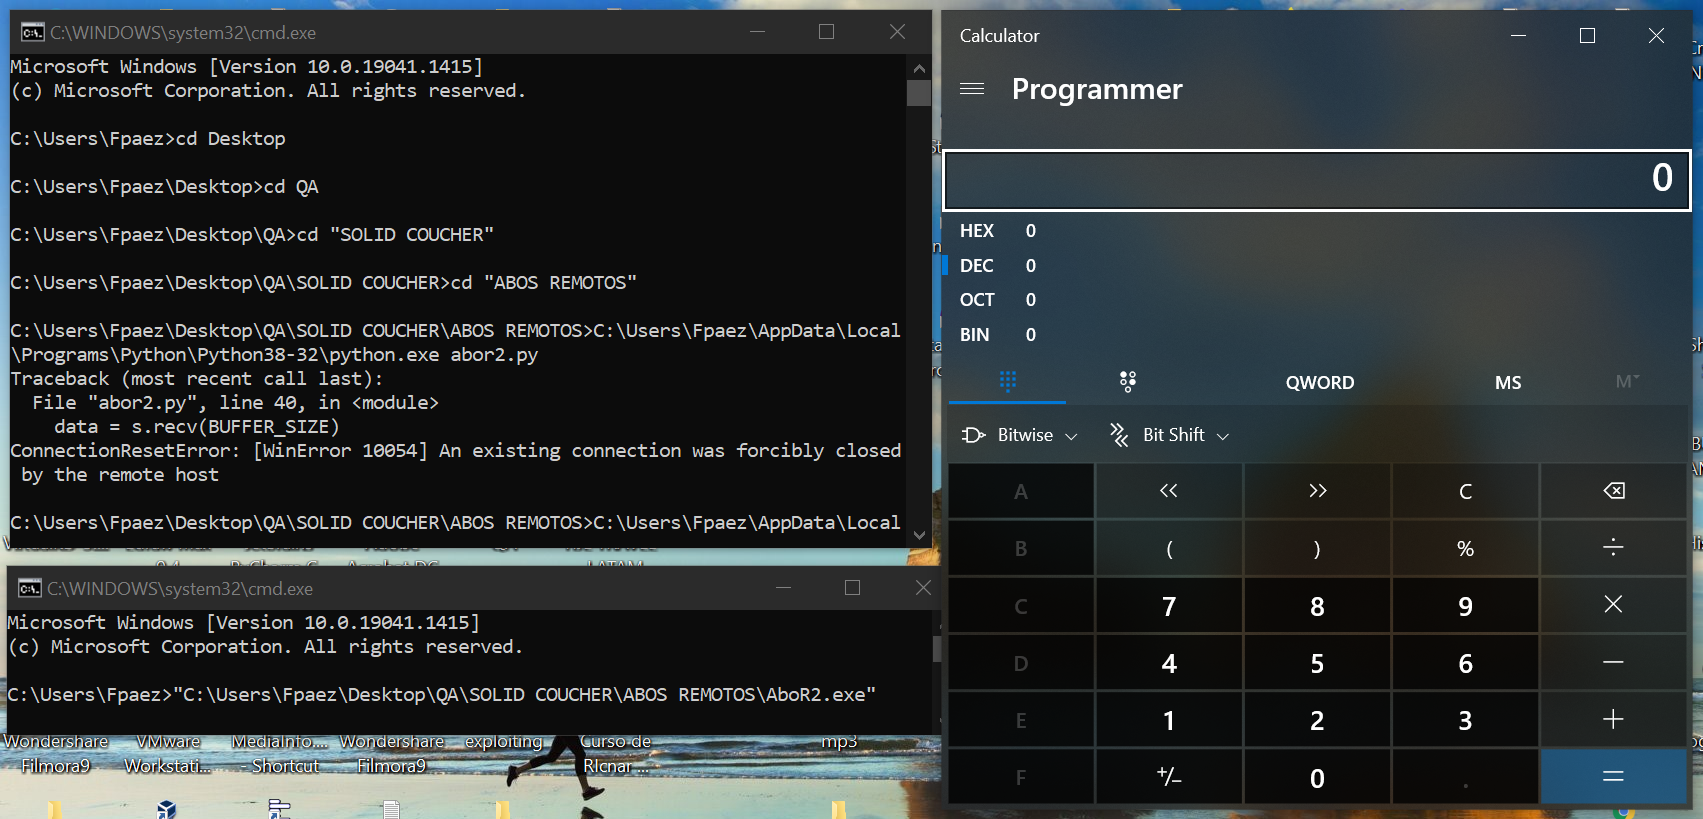 C:\WINDOWS\system32\cmd.exe
Microsoft Windows [Version 10.0.19041.1415]
(c) Microsoft Corporation. All rights reserved.
C:\Users\Fpaez>cd Desktop
C:\Users\Fpaez\Desktop>cd QA
C:\Users\Fpaez\Desktop\QA>cd "SOLID COUCHER"
C:\Users\Fpaez\Desktop\QA\SOLID COUCHER>cd "ABOS REMOTOS"
C:\Users\Fpaez\Desktop\QA\SOLID COUCHER\ABOS REMOTOS>C:\Users\Fpaez\AppData\Local
\Programs\Python\Python38-32\python.exe abor2.py
Traceback (most recent call last):
File "abor2.py", line 40, in <module>
data = s.recv(BUFFER_SIZE)
ConnectionResetError: [WinError 10054] An existing connection was forcibly closed
by the remote host
C:\Users\Fpaez\Desktop\QA\SOLID COUCHER\ABOS REMOTOS>C:\Users\Fpaez\AppData\Local
C:\WINDOWS\system32\cmd.exe
Microsoft Windows [Version 10.0.19041.1415]
(c) Microsoft Corporation. All rights reserved.
C:\Users\Fpaez>"C:\Users\Fpaez\Desktop\QA\SOLID COUCHER\ABOS REMOTOS\AboR2.exe"
Wondershare VMware MediaInfo.... Wondershare exploiting Curso de mp3
Filmora9 Workstati... - Shortcut Filmora9 RIcnar ...
Calculator
Programmer
0
HEX 0
DEC 0
OCT 0
BIN 0
QWORD MS M
Bitwise Bit Shift
A << >> C
B ( ) % ÷
C 7 8 9 ×
D 4 5 6 −
E 1 2 3 +
F +/− 0 . =